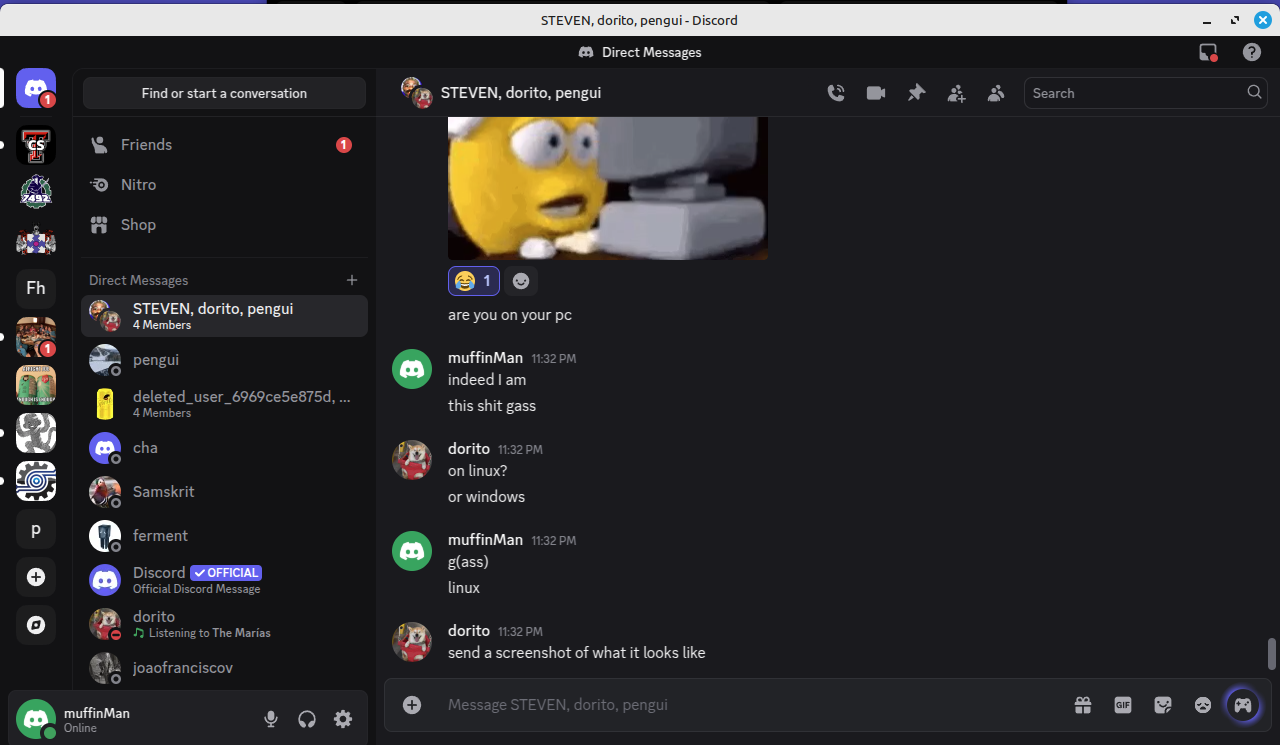 STEVEN, dorito, pengui - Discord
Direct Messages
1
CS
7492
Fh
1
p
Find or start a conversation
Friends
1
Nitro
Shop
Direct Messages
STEVEN, dorito, pengui
4 Members
pengui
deleted_user_6969ce5e875d, ...
4 Members
cha
Samskrit
ferment
Discord OFFICIAL
Official Discord Message
dorito
Listening to The Marías
joaofranciscov
muffinMan
Online
STEVEN, dorito, pengui
Search
1
are you on your pc
muffinMan 11:32 PM
indeed I am
this shit gass
dorito 11:32 PM
on linux?
or windows
muffinMan 11:32 PM
g(ass)
linux
dorito 11:32 PM
send a screenshot of what it looks like
Message STEVEN, dorito, pengui
GIF